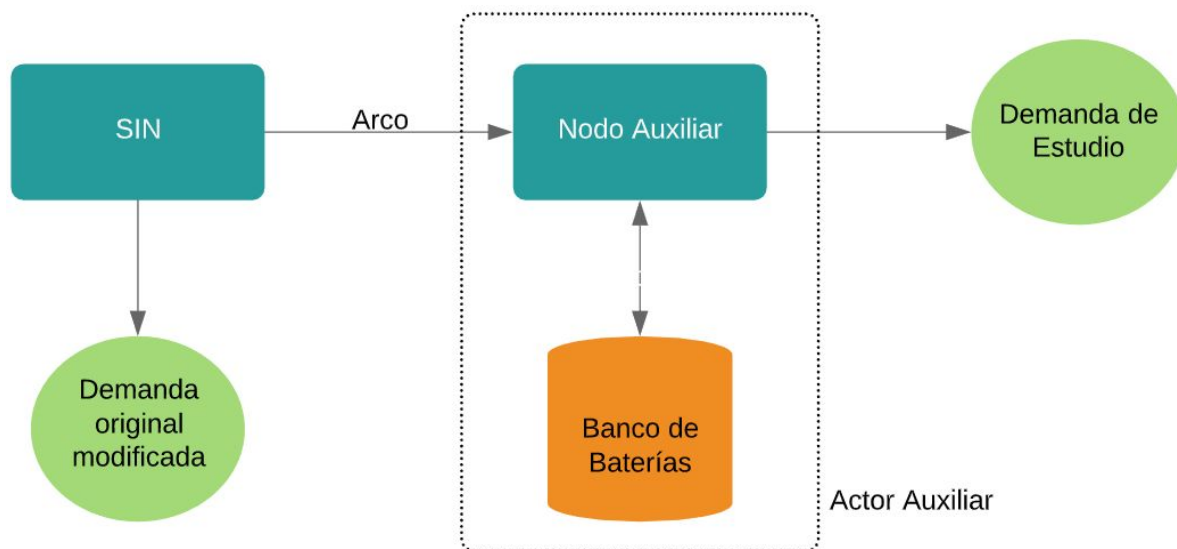 SIN
Arco
Nodo Auxiliar
Demanda de
Estudio
Demanda
original
modificada
Banco de
Baterías
Actor Auxiliar